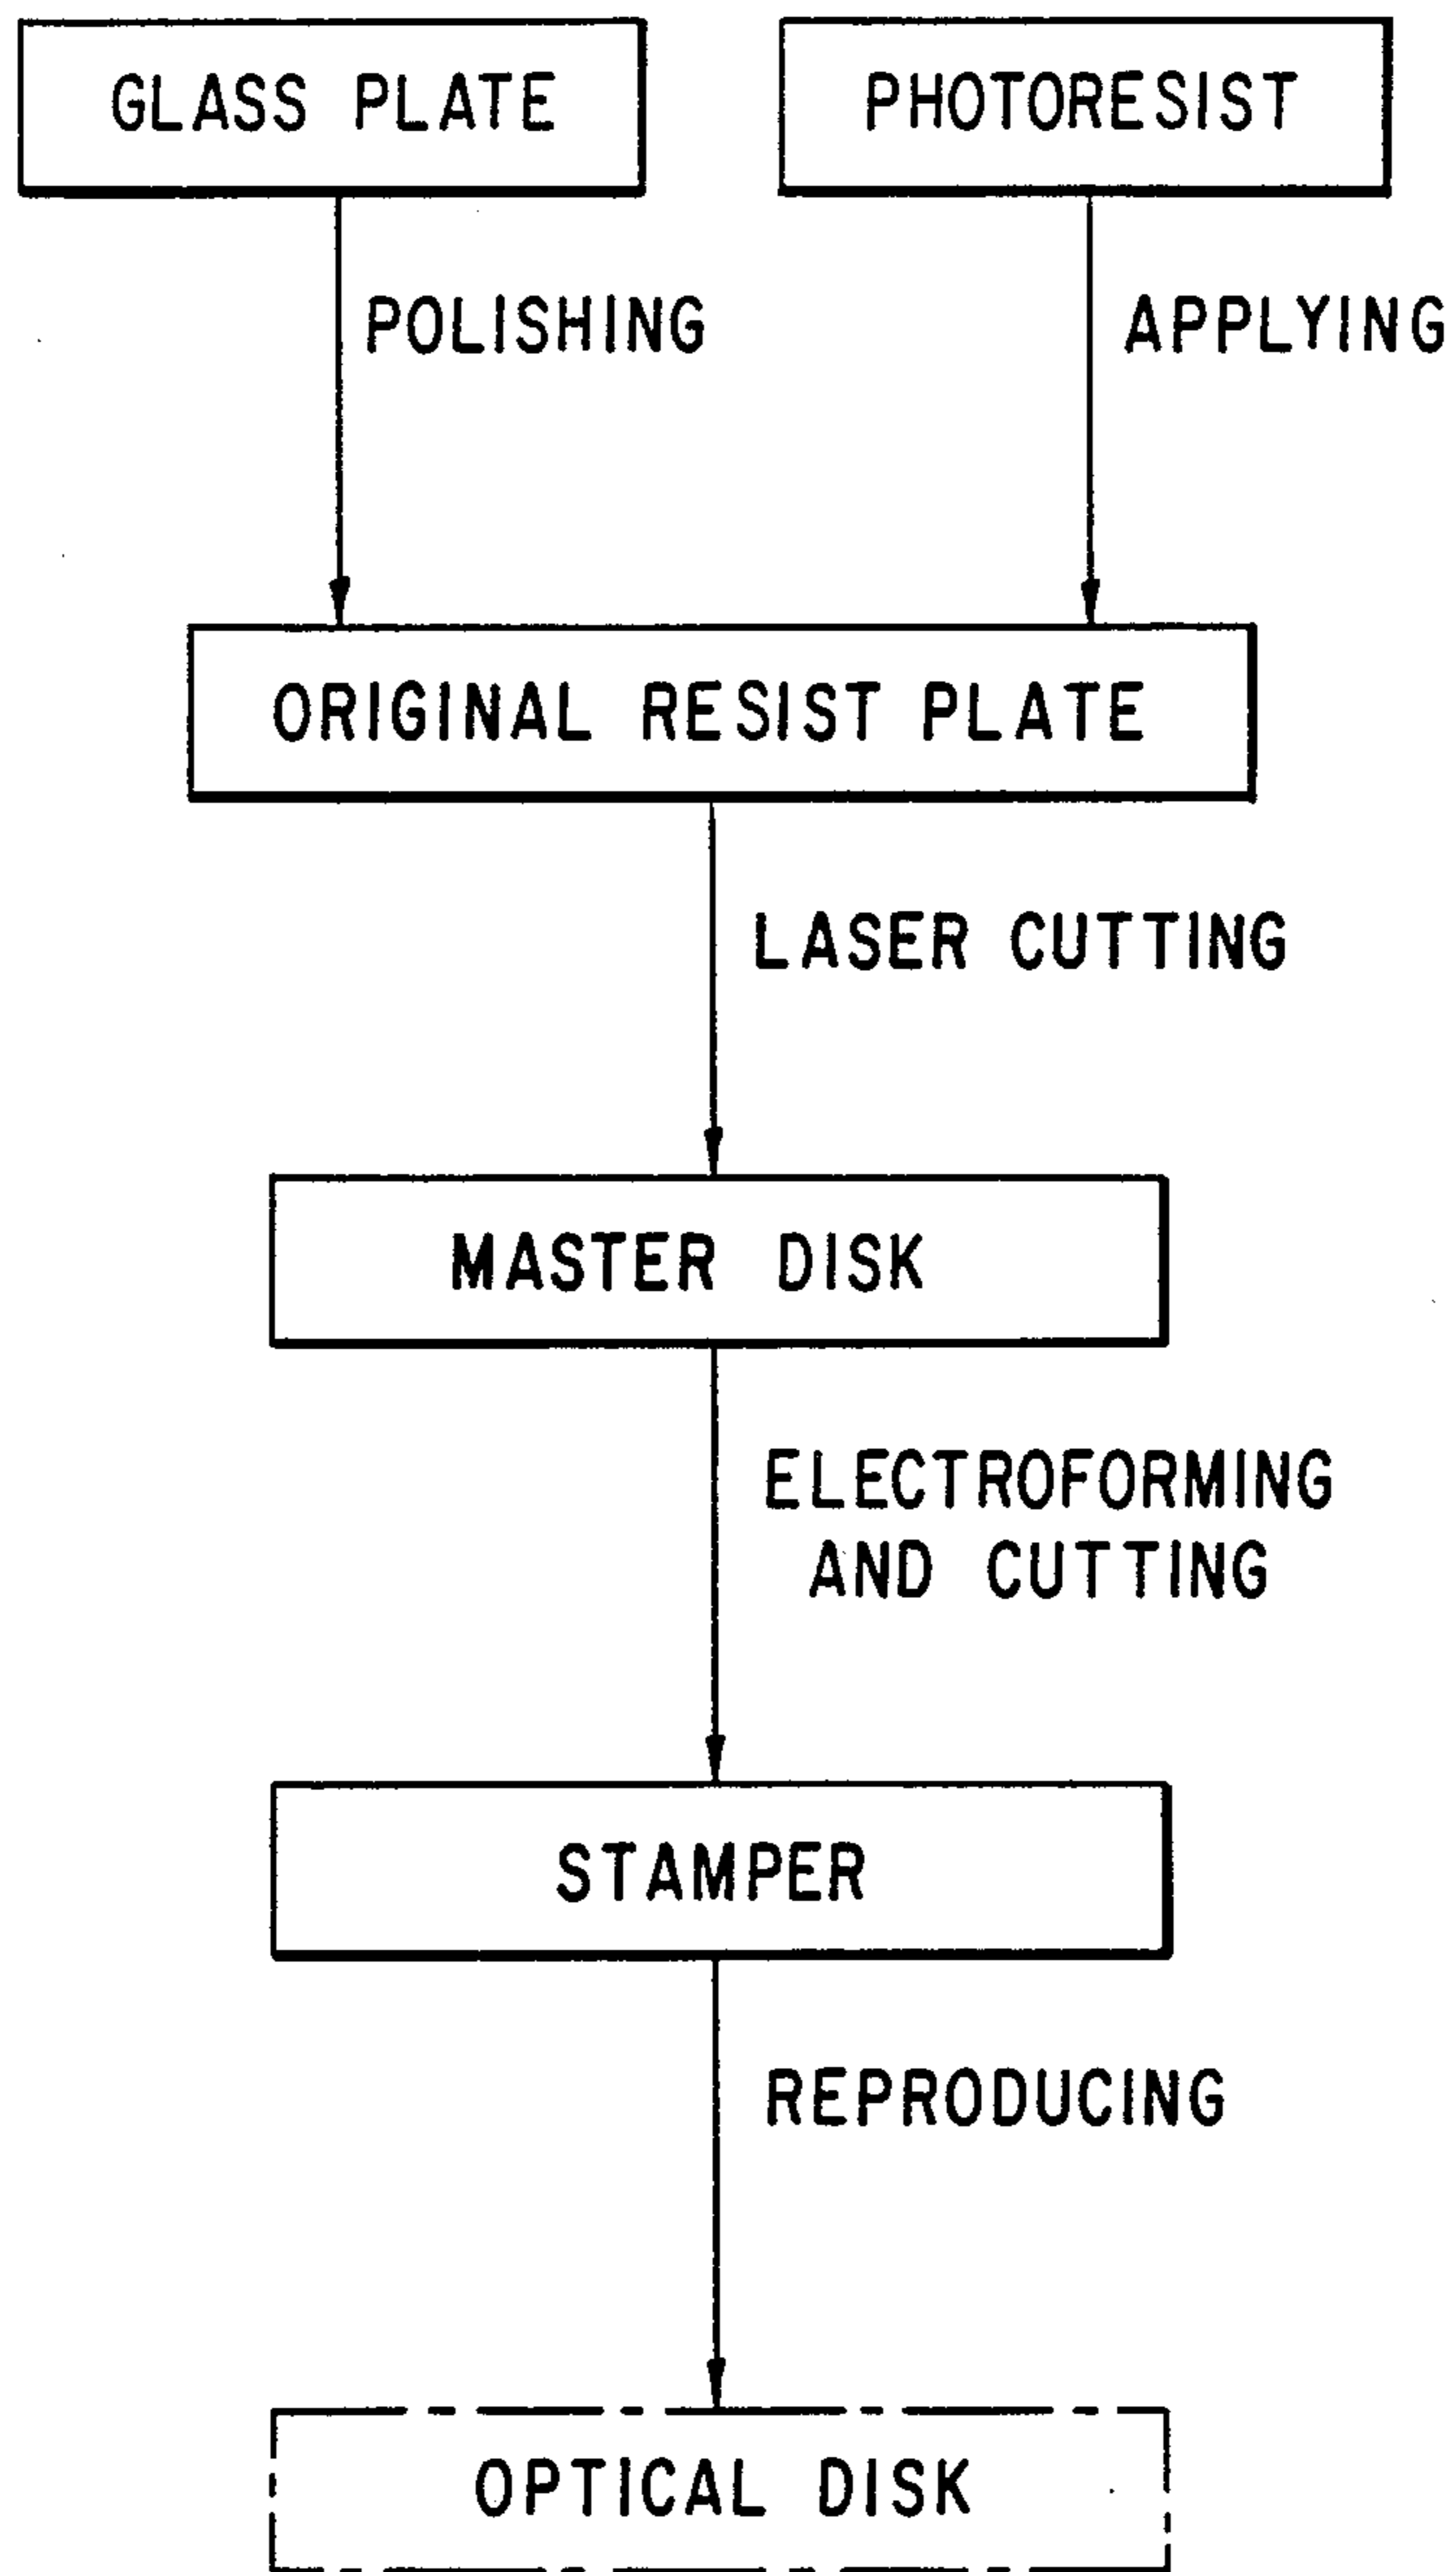 GLASS PLATE
PHOTORESIST
POLISHING
APPLYING
ORIGINAL RESIST PLATE
LASER CUTTING
MASTER DISK
ELECTROFORMING
AND CUTTING
STAMPER
REPRODUCING
OPTICAL DISK